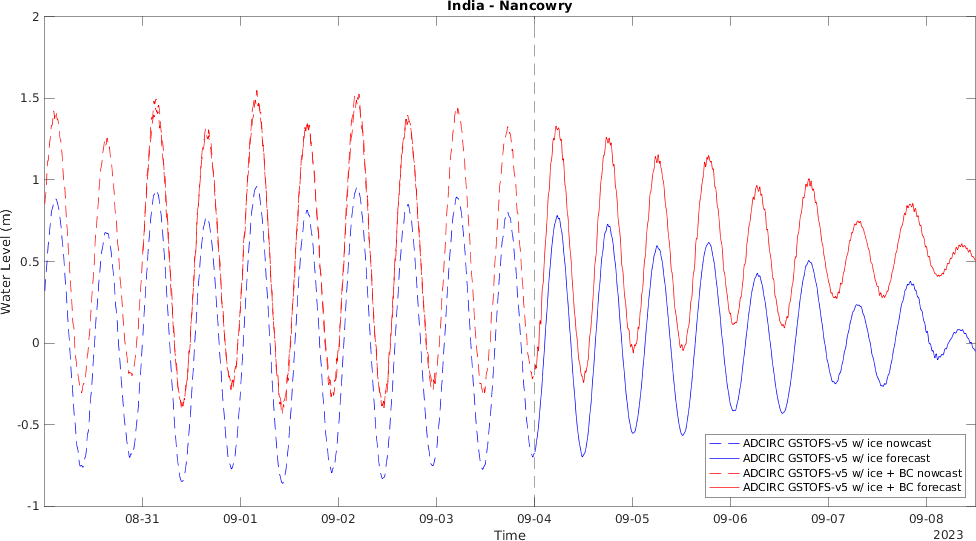 India - Nancowry
2
1.5
1
0.5
0
-0.5
-1
Water Level (m)
08-31
09-01
09-02
09-03
09-04
09-05
09-06
09-07
09-08
Time
2023
ADCIRC GSTOFS-v5 w/ ice nowcast
ADCIRC GSTOFS-v5 w/ ice forecast
ADCIRC GSTOFS-v5 w/ ice + BC nowcast
ADCIRC GSTOFS-v5 w/ ice + BC forecast